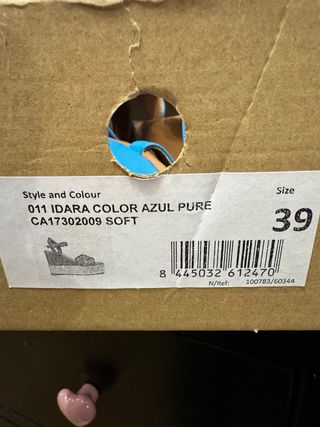 Style and Colour
Size
011 IDARA COLOR AZUL PURE
CA17302009 SOFT
39
8 445032 612470
N/Ref: 100783/60344